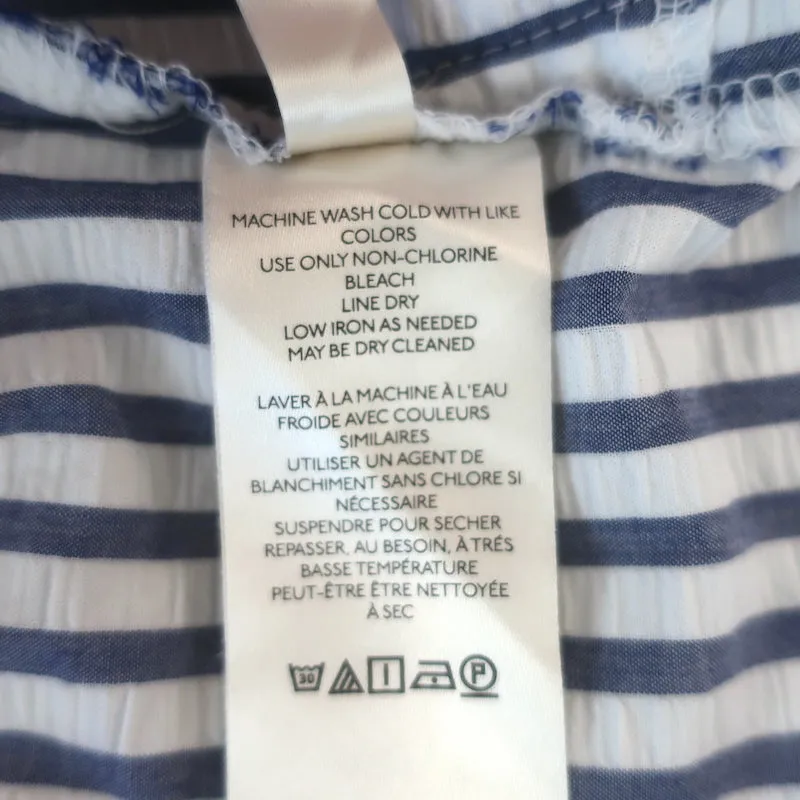 MACHINE WASH COLD WITH LIKE
COLORS
USE ONLY NON-CHLORINE
BLEACH
LINE DRY
LOW IRON AS NEEDED
MAY BE DRY CLEANED
LAVER À LA MACHINE À L'EAU
FROIDE AVEC COULEURS
SIMILAIRES
UTILISER UN AGENT DE
BLANCHIMENT SANS CHLORE SI
NÉCESSAIRE
SUSPENDRE POUR SECHER
REPASSER, AU BESOIN, À TRÉS
BASSE TEMPÉRATURE
PEUT-ÊTRE ÊTRE NETTOYÉE
À SEC
30 P